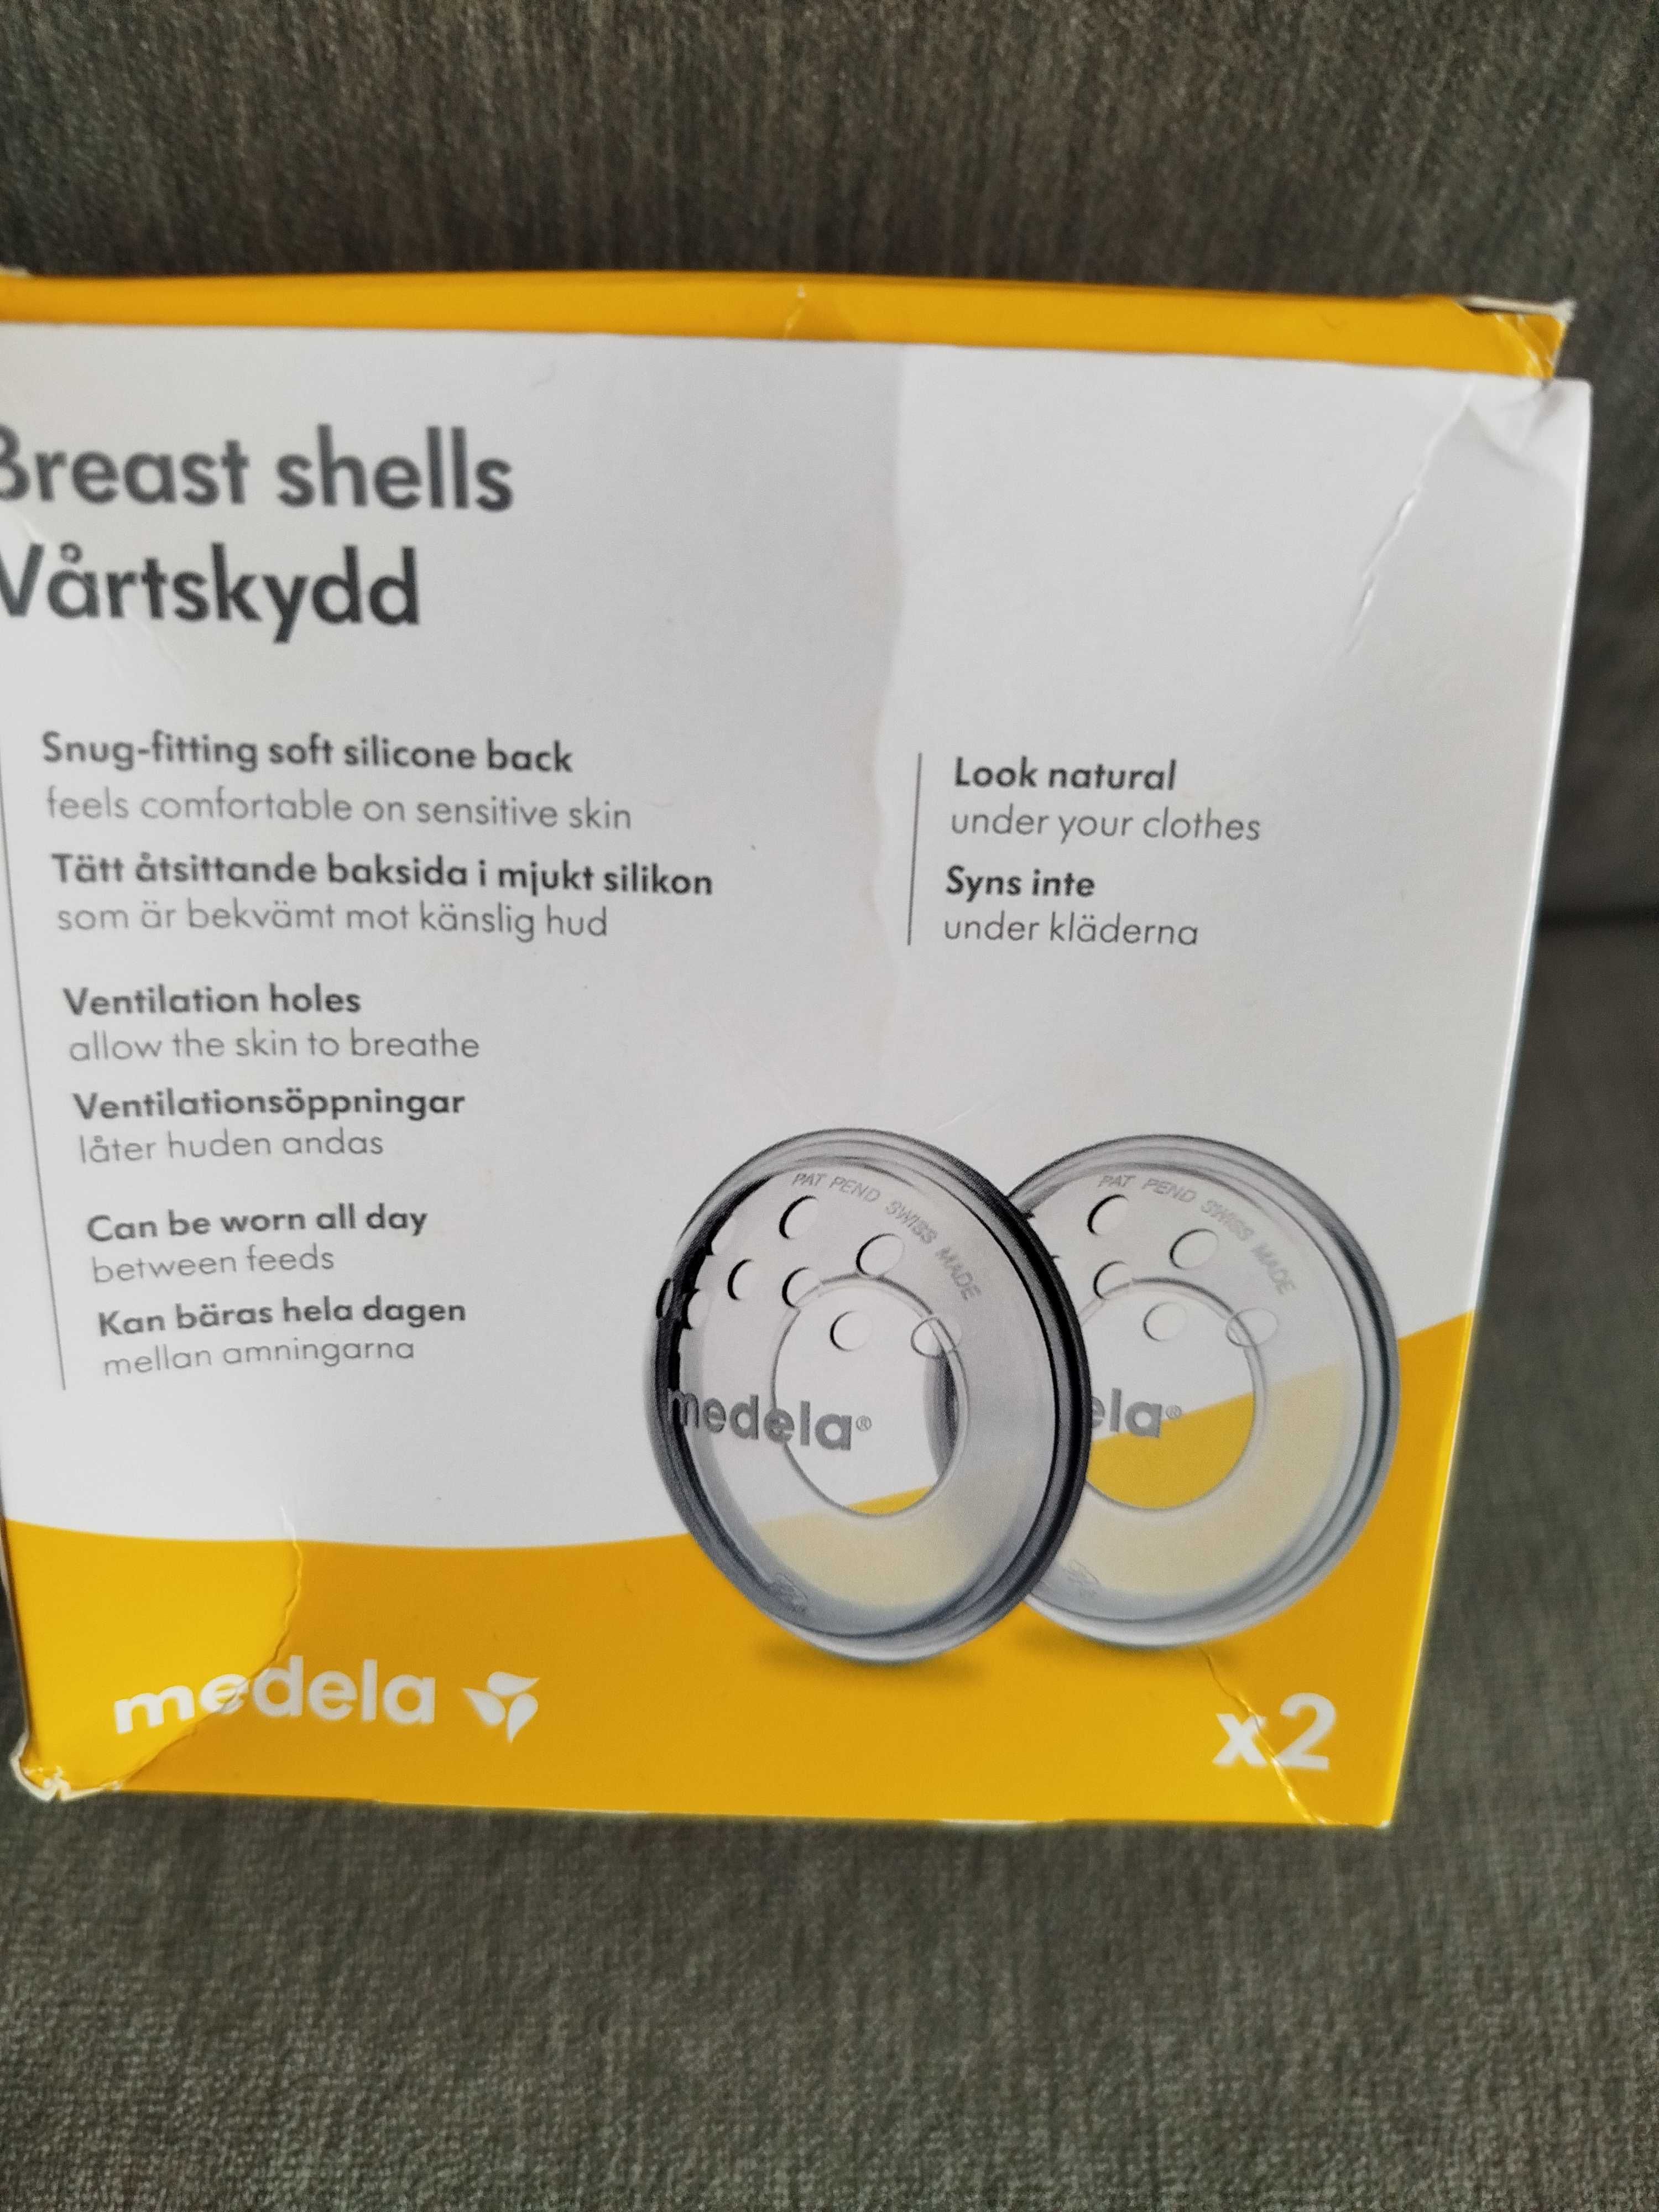 Breast shells
Vårtskydd
Snug-fitting soft silicone back
feels comfortable on sensitive skin
Tätt åtsittande baksida i mjukt silikon
som är bekvämt mot känslig hud
Ventilation holes
allow the skin to breathe
Ventilationsöppningar
låter huden andas
Can be worn all day
between feeds
Kan bäras hela dagen
mellan amningarna
Look natural
under your clothes
Syns inte
under kläderna
PAT PEND SWISS MADE
medela®
PAT PEND SWISS MADE
ela®
medela
x2